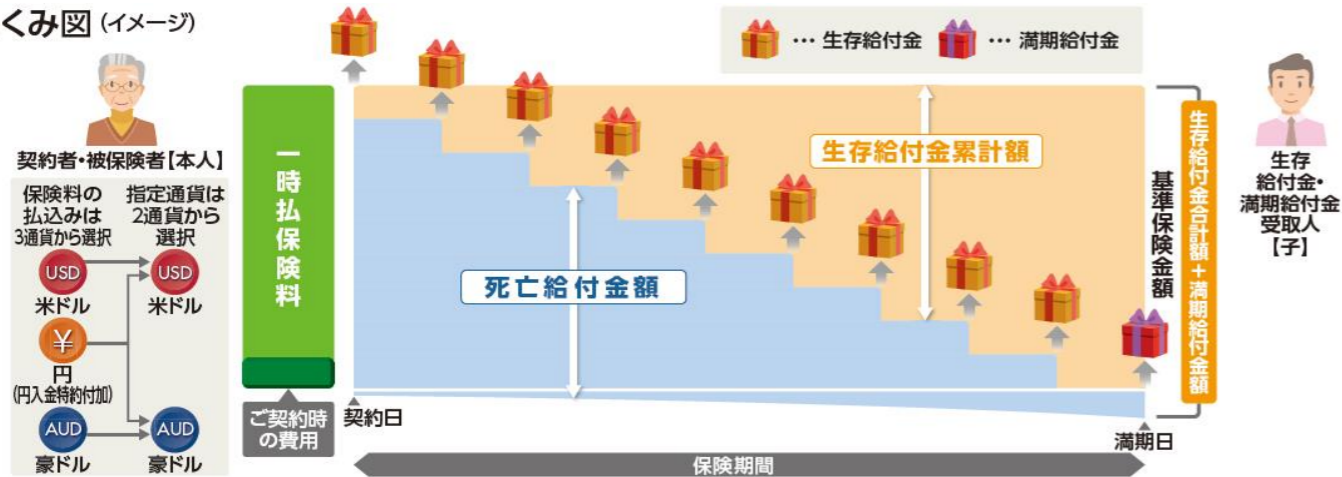 くみ図(イメージ)
… 生存給付金
… 満期給付金
契約者・被保険者【本人】
保険料の
払込みは
3通貨から選択
指定通貨は
2通貨から
選択
USD
米ドル
USD
米ドル
¥
円
(円入金特約付加)
AUD
豪ドル
AUD
豪ドル
一時払保険料
ご契約時
の費用
生存給付金累計額
死亡給付金額
契約日
満期日
保険期間
基準保険金額
生存給付金合計額+満期給付金額
生存
給付金・
満期給付金
受取人
【子】